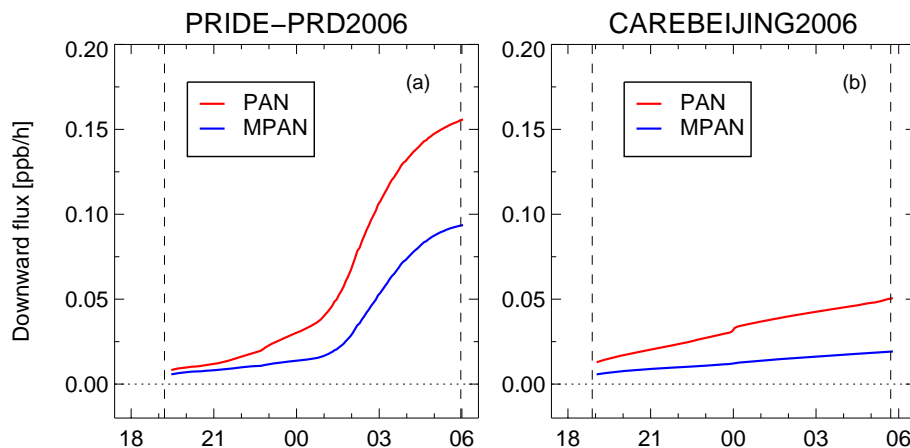 PRIDE−PRD2006
CAREBEIJING2006
Downward flux [ppb/h]
0.20
0.15
0.10
0.05
0.00
(a)
PAN
MPAN
18 21 00 03 06
0.20
0.15
0.10
0.05
0.00
(b)
PAN
MPAN
18 21 00 03 06